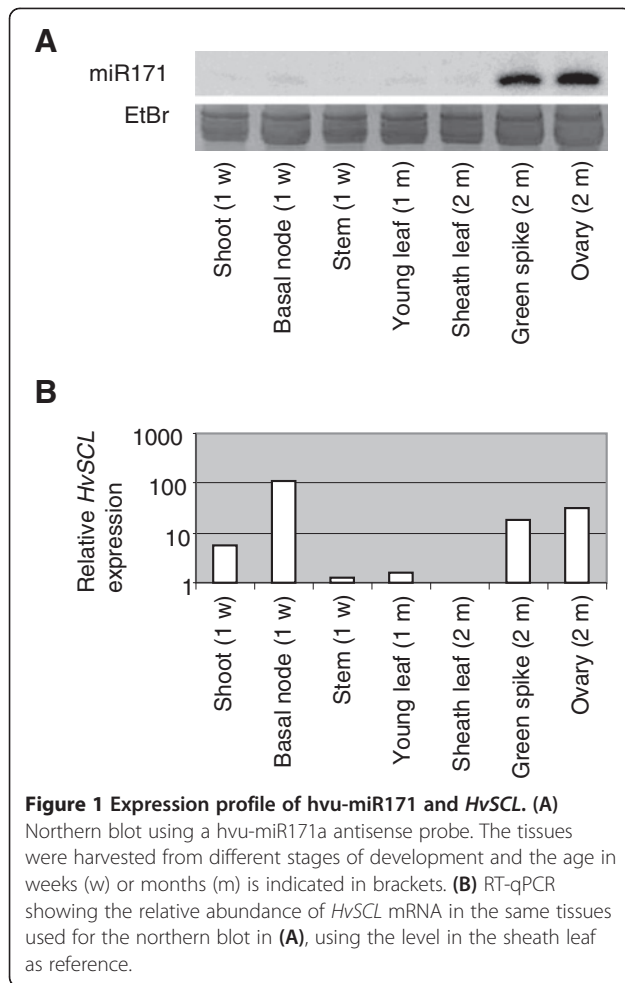 A
miR171
EtBr
Shoot (1 w)
Basal node (1 w)
Stem (1 w)
Young leaf (1 m)
Sheath leaf (2 m)
Green spike (2 m)
Ovary (2 m)
B
Relative HvSCL
expression
1000
100
10
1
Shoot (1 w)
Basal node (1 w)
Stem (1 w)
Young leaf (1 m)
Sheath leaf (2 m)
Green spike (2 m)
Ovary (2 m)
Figure 1 Expression profile of hvu-miR171 and HvSCL. (A)
Northern blot using a hvu-miR171a antisense probe. The tissues
were harvested from different stages of development and the age in
weeks (w) or months (m) is indicated in brackets. (B) RT-qPCR
showing the relative abundance of HvSCL mRNA in the same tissues
used for the northern blot in (A), using the level in the sheath leaf
as reference.